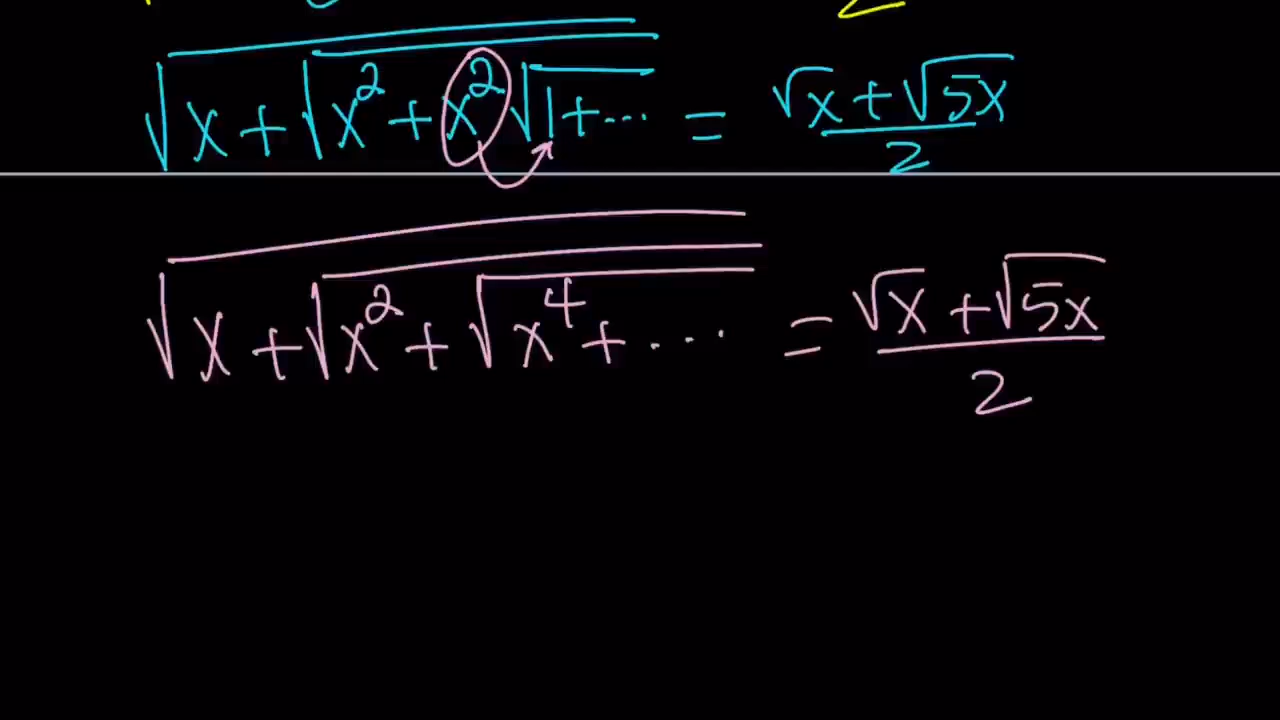 √(x + √(x² + x² √(1 + ... = (√x + √5x)/2
√(x + √(x² + √(x⁴ + ... = (√x + √5x)/2